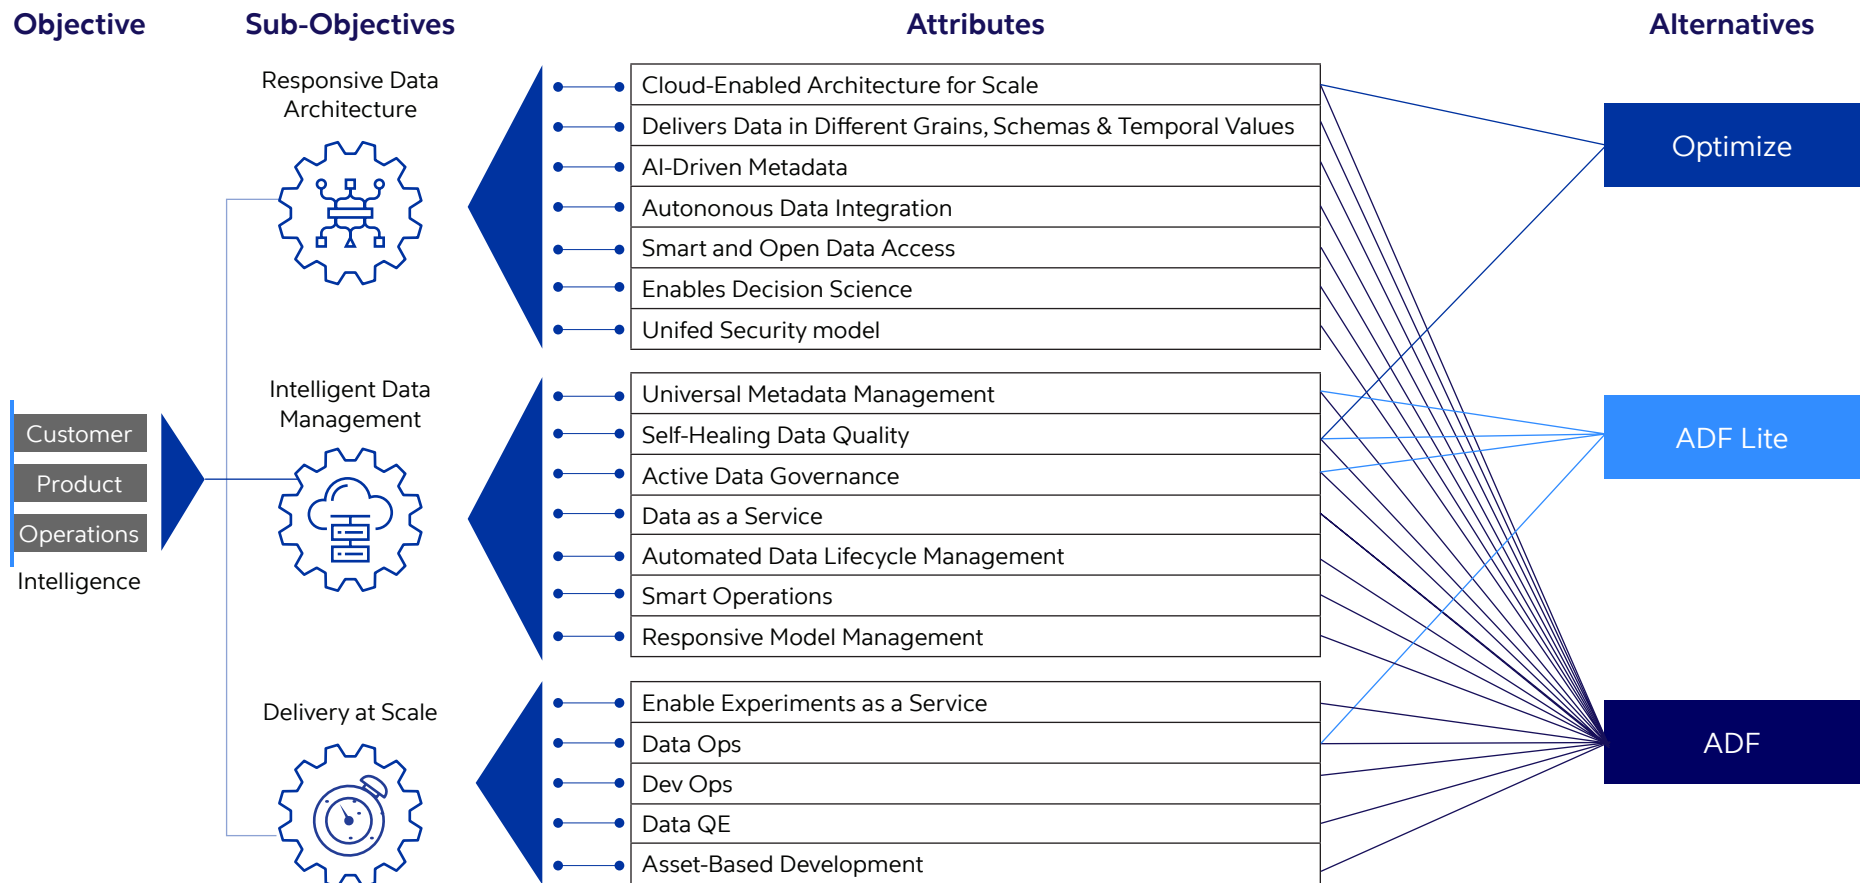 Objective
Sub-Objectives
Attributes
Alternatives
Customer
Product
Operations
Intelligence
Responsive Data
Architecture
Cloud-Enabled Architecture for Scale
Delivers Data in Different Grains, Schemas & Temporal Values
AI-Driven Metadata
Autononous Data Integration
Smart and Open Data Access
Enables Decision Science
Unifed Security model
Intelligent Data
Management
Universal Metadata Management
Self-Healing Data Quality
Active Data Governance
Data as a Service
Automated Data Lifecycle Management
Smart Operations
Responsive Model Management
Delivery at Scale
Enable Experiments as a Service
Data Ops
Dev Ops
Data QE
Asset-Based Development
Optimize
ADF Lite
ADF